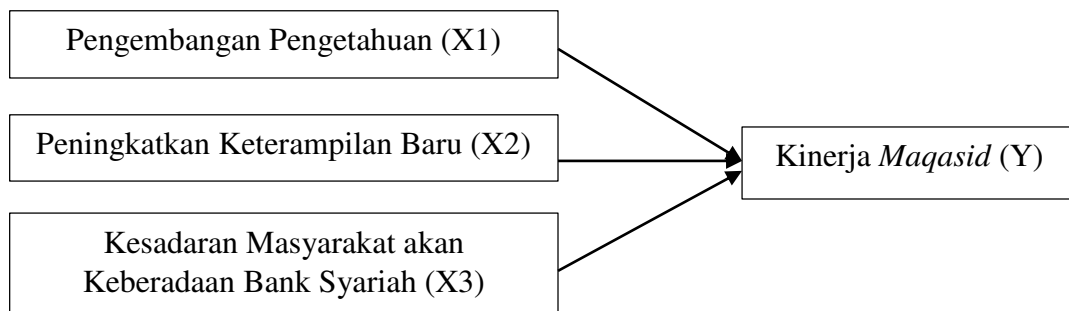 Pengembangan Pengetahuan (X1)
Peningkatkan Keterampilan Baru (X2)
Kinerja Maqasid (Y)
Kesadaran Masyarakat akan
Keberadaan Bank Syariah (X3)